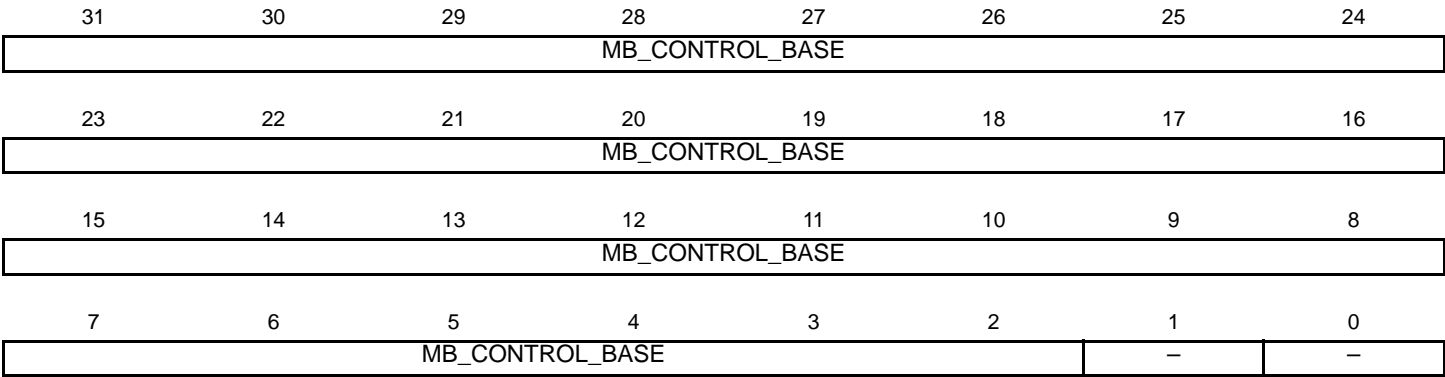 31 30 29 28 27 26 25 24
MB_CONTROL_BASE
23 22 21 20 19 18 17 16
MB_CONTROL_BASE
15 14 13 12 11 10 9 8
MB_CONTROL_BASE
7 6 5 4 3 2 1 0
MB_CONTROL_BASE – –